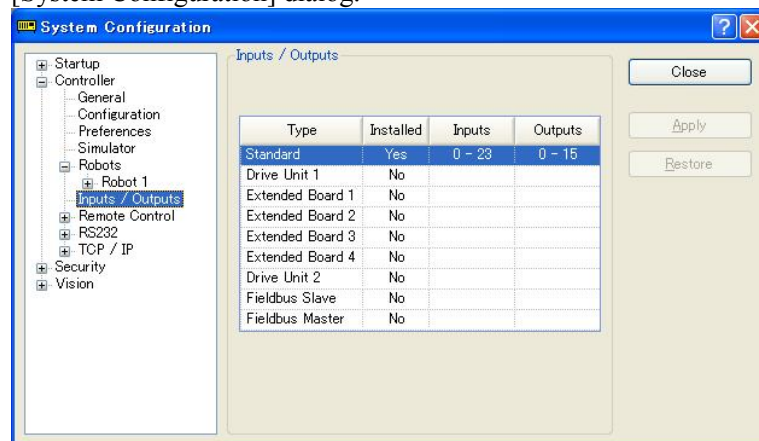 [System Configuration] dialog.
System Configuration
Startup
Controller
General
Configuration
Preferences
Simulator
Robots
Robot 1
Inputs / Outputs
Remote Control
RS232
TCP / IP
Security
Vision
Inputs / Outputs
Type Installed Inputs Outputs
Standard Yes 0 - 23 0 - 15
Drive Unit 1 No
Extended Board 1 No
Extended Board 2 No
Extended Board 3 No
Extended Board 4 No
Drive Unit 2 No
Fieldbus Slave No
Fieldbus Master No
Close
Apply
Restore